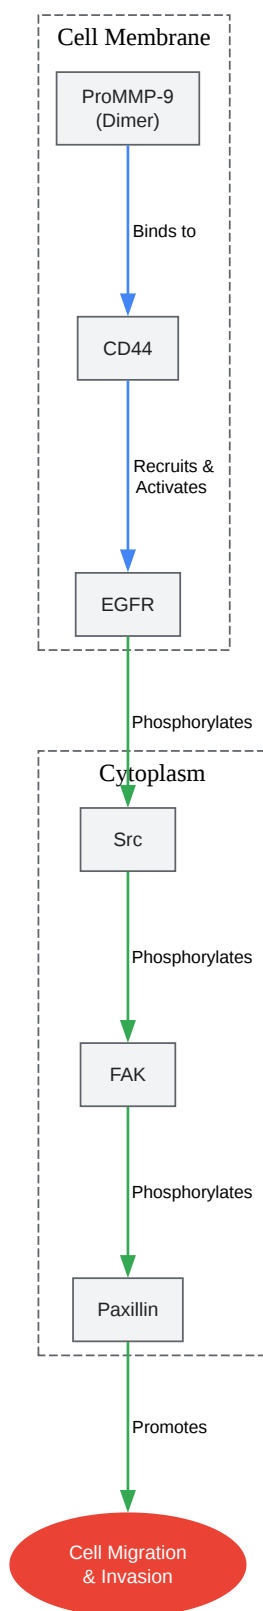 Cell Membrane
ProMMP-9
(Dimer)
Binds to
CD44
Recruits &
Activates
EGFR
Phosphorylates
Cytoplasm
Src
Phosphorylates
FAK
Phosphorylates
Paxillin
Promotes
Cell Migration
& Invasion